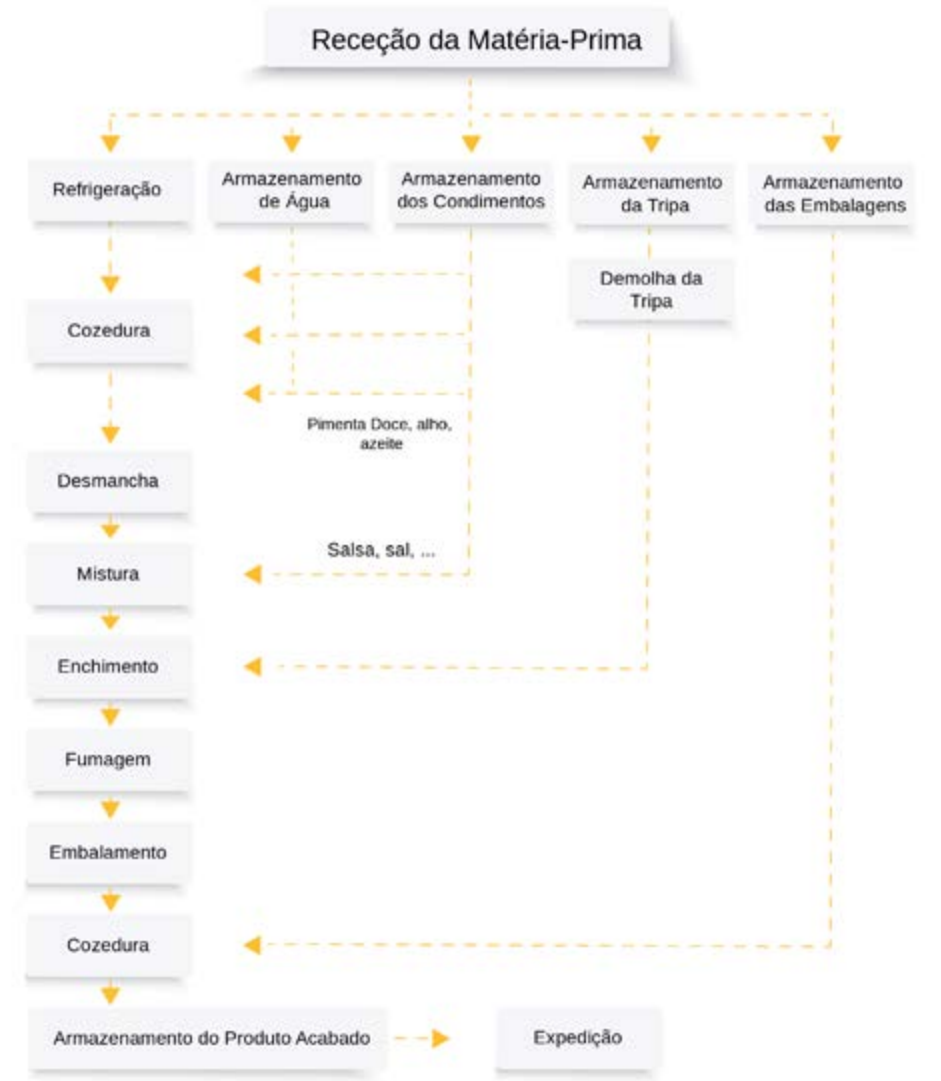 Receção da Matéria-Prima
Refrigeração
Armazenamento
de Água
Armazenamento
dos Condimentos
Armazenamento
da Tripa
Armazenamento
das Embalagens
Demolha da
Tripa
Cozedura
Pimenta Doce, alho,
azeite
Desmancha
Salsa, sal, ...
Mistura
Enchimento
Fumagem
Embalamento
Cozedura
Armazenamento do Produto Acabado
Expedição